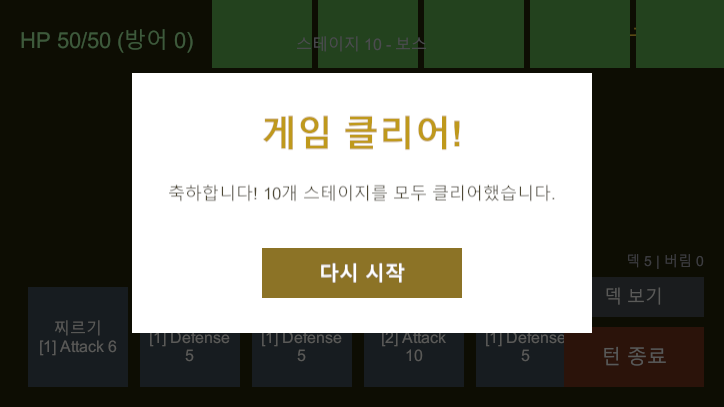 HP 50/50 (방어 0)
스테이지 10 - 보스
게임 클리어!
축하합니다! 10개 스테이지를 모두 클리어했습니다.
다시 시작
덱 5 | 버림 0
덱 보기
턴 종료
찌르기
[1] Attack 6
[1] Defense
5
[1] Defense
5
[2] Attack
10
[1] Defense
5